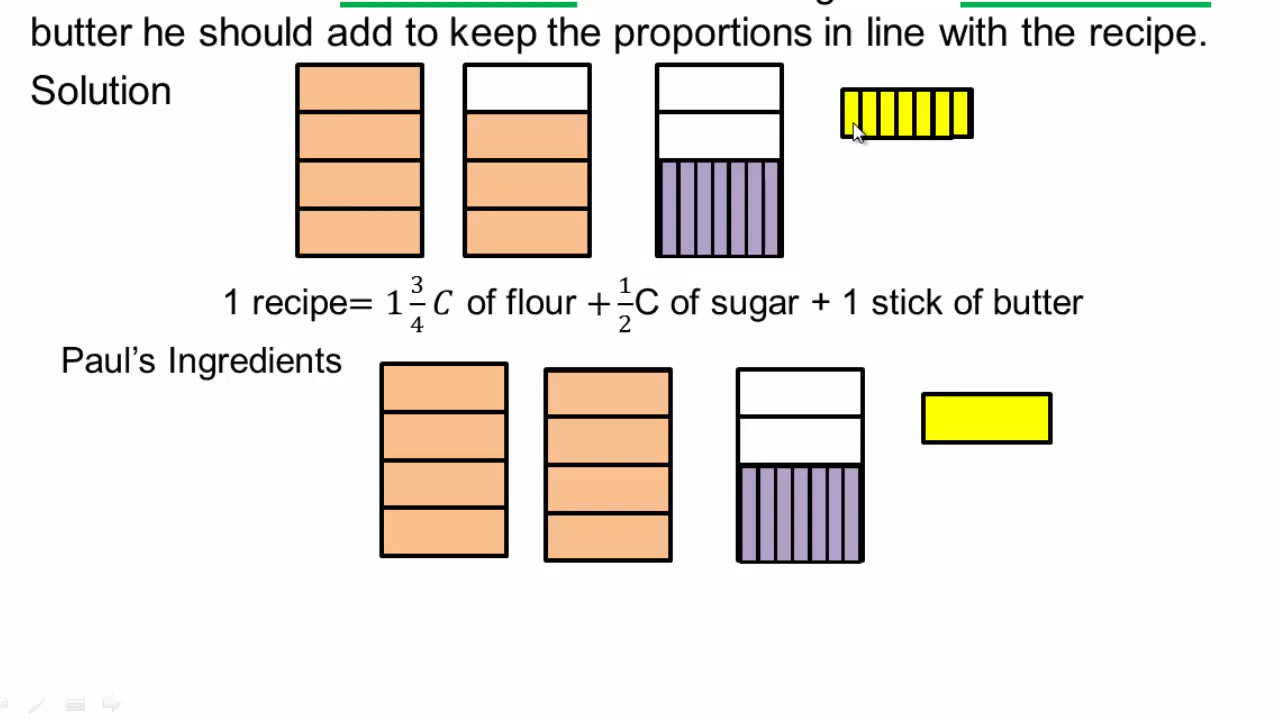 butter he should add to keep the proportions in line with the recipe.
Solution
1 recipe= 1 3/4 C of flour + 1/2 C of sugar + 1 stick of butter
Paul's Ingredients